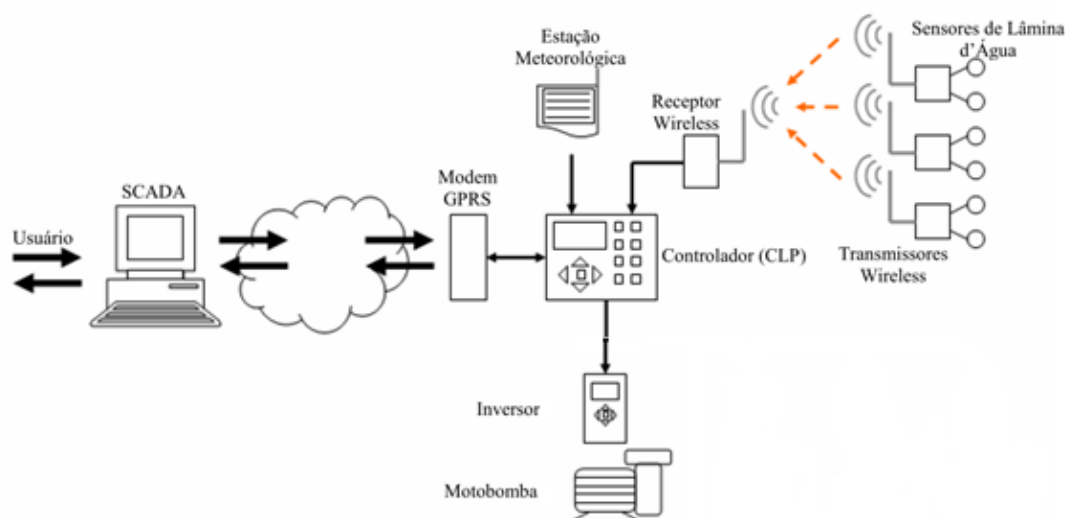 Estação
Meteorológica
Sensores de Lâmina
d'Água
Receptor
Wireless
Modem
GPRS
SCADA
Usuário
Controlador (CLP)
Transmissores
Wireless
Inversor
Motobomba